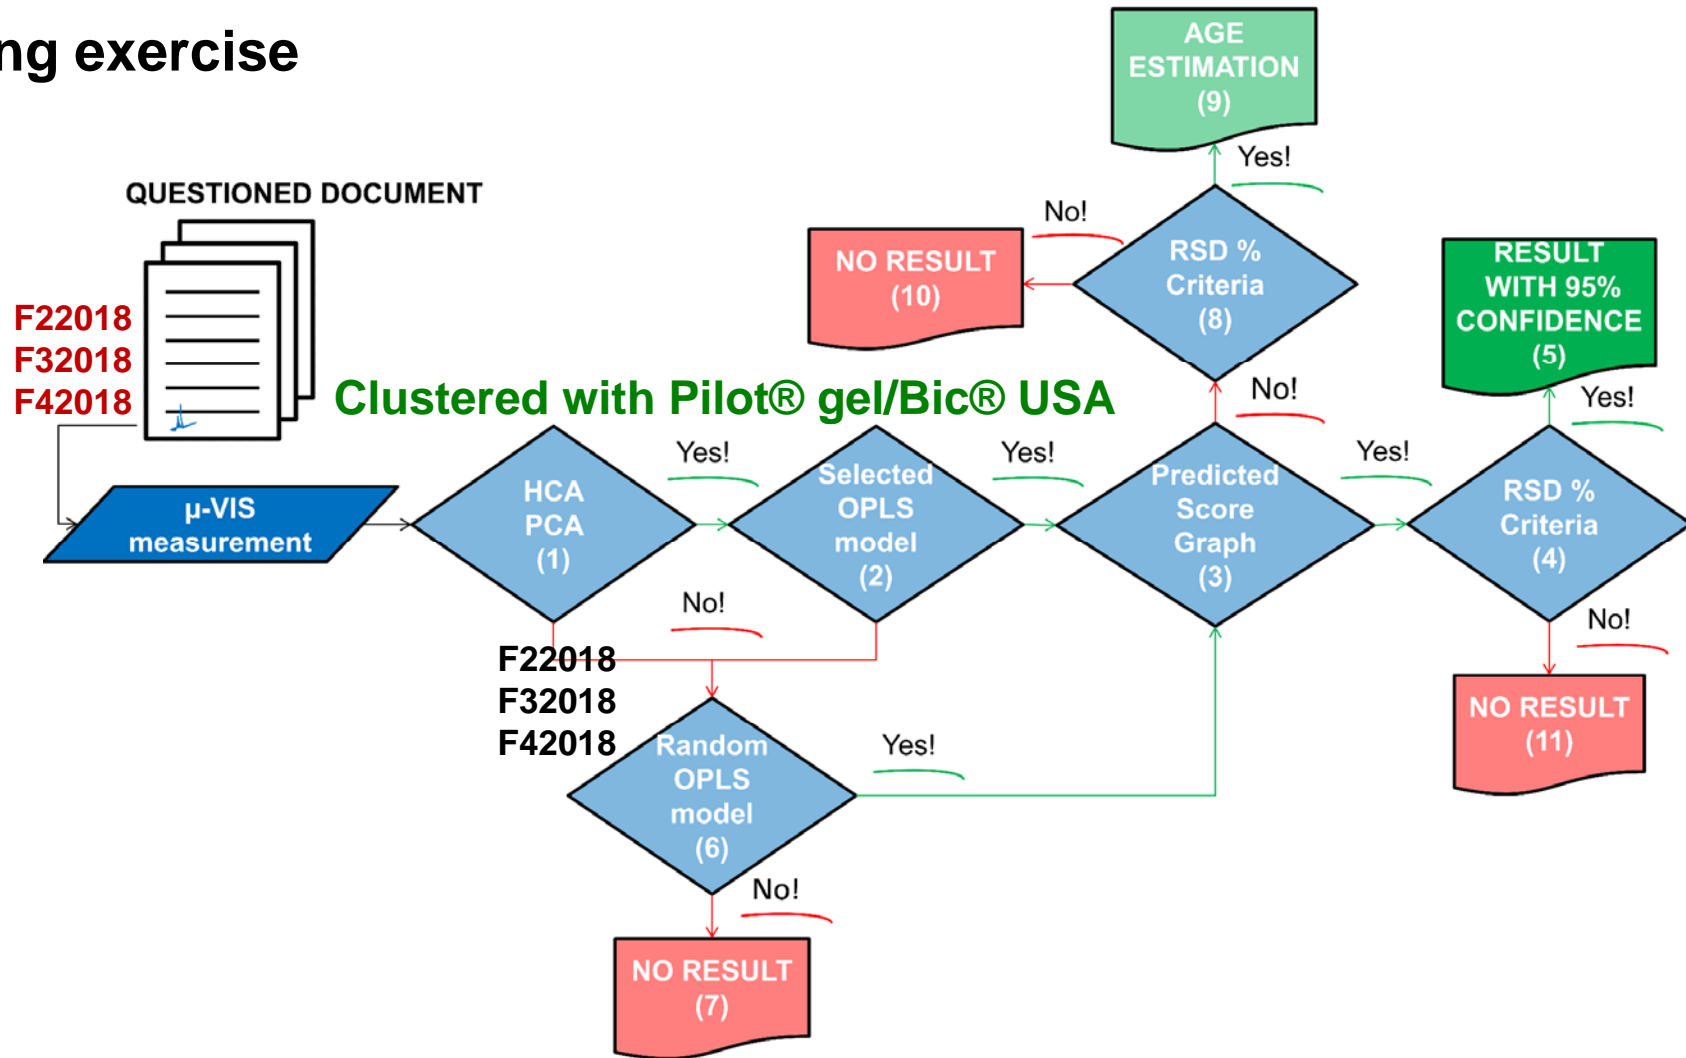 ng exercise
QUESTIONED DOCUMENT
F22018
F32018
F42018
Clustered with Pilot® gel/Bic® USA
µ-VIS
measurement
HCA
PCA
(1)
Yes!
Selected
OPLS
model
(2)
Yes!
Predicted
Score
Graph
(3)
Yes!
RSD %
Criteria
(4)
Yes!
RESULT
WITH 95%
CONFIDENCE
(5)
No!
NO RESULT
(11)
No!
RSD %
Criteria
(8)
Yes!
AGE
ESTIMATION
(9)
No!
NO RESULT
(10)
No!
F22018
F32018
F42018
Random
OPLS
model
(6)
Yes!
No!
NO RESULT
(7)